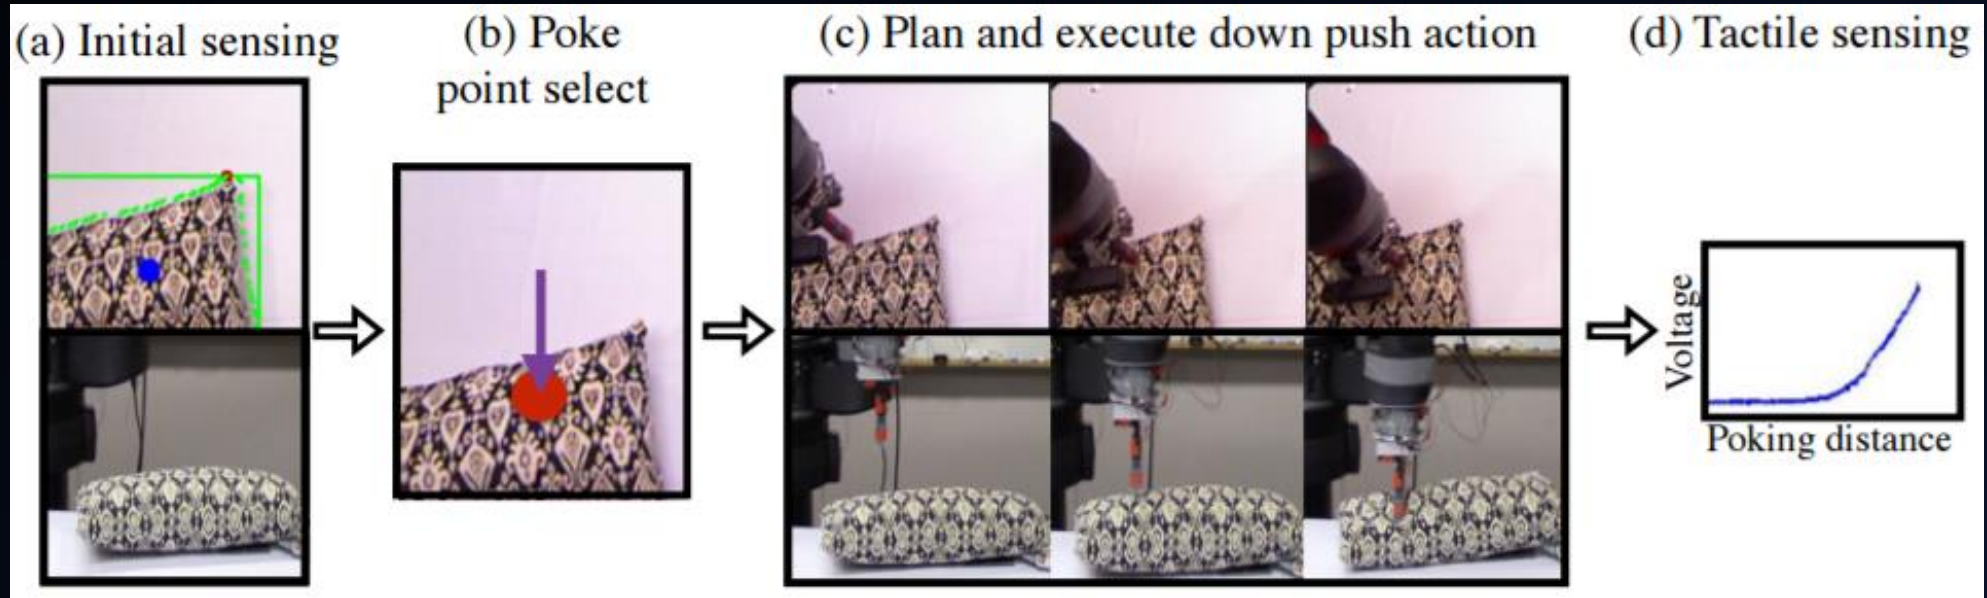 (a) Initial sensing
(b) Poke
point select
(c) Plan and execute down push action
(d) Tactile sensing
Voltage
Poking distance